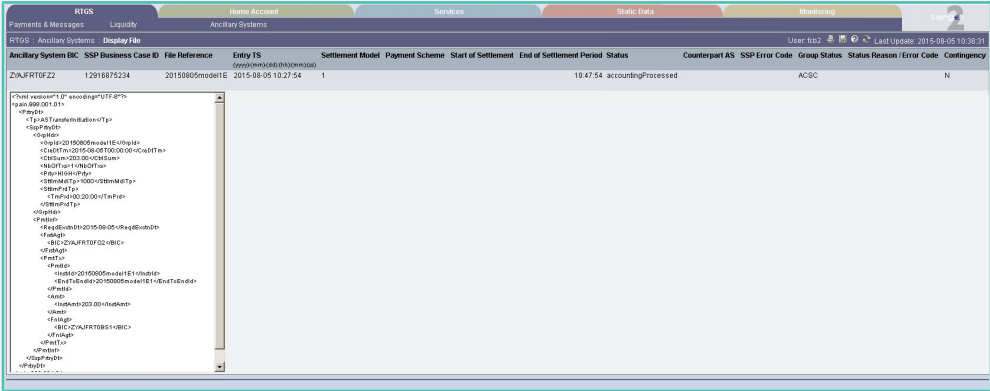 RTGS Home Account Services Static Data Monitoring
Payments & Messages Liquidity Ancillary Systems
target
2
RTGS : Ancillary Systems : Display File User: fcb2 Last Update: 2015-08-05 10:38:31
Ancillary System BIC SSP Business Case ID File Reference Entry TS Settlement Model Payment Scheme Start of Settlement End of Settlement Period Status Counterpart AS SSP Error Code Group Status Status Reason / Error Code Contingency
(yyyy)(mm)(dd) (hh)(mm)(ss)
ZYAJFRT0FZ2 12916875234 20150805model1E 2015-08-05 10:27:54 1 10:47:54 accountingProcessed ACSC N
<?xml version="1.0" encoding="UTF-8"?>
<pain.998.001.01>
<PrtryDt>
<Tp>ASTransferInitiation</Tp>
<SspPrtryDt>
<GrpHdr>
<GrpId>20150805model1E</GrpId>
<CreDtTm>2015-08-05T00:00:00</CreDtTm>
<CtrlSum>203.00</CtrlSum>
<NbOfTxs>1</NbOfTxs>
<Prty>HIGH</Prty>
<SttlmMdlTp>1000</SttlmMdlTp>
<SttlmPrdTp>
<TmPrd>00:20:00</TmPrd>
</SttlmPrdTp>
</GrpHdr>
<PmtInf>
<ReqdExctnDt>2015-08-05</ReqdExctnDt>
<FrstAgt>
<BIC>ZYAJFRT0FO2</BIC>
</FrstAgt>
<PmtTx>
<PmtId>
<InstrId>20150805model1E1</InstrId>
<EndToEndId>20150805model1E1</EndToEndId>
</PmtId>
<Amt>
<InstAmt>203.00</InstAmt>
</Amt>
<FnlAgt>
<BIC>ZYAJFRT0BS1</BIC>
</FnlAgt>
</PmtTx>
</PmtInf>
</SspPrtryDt>
</PrtryDt>